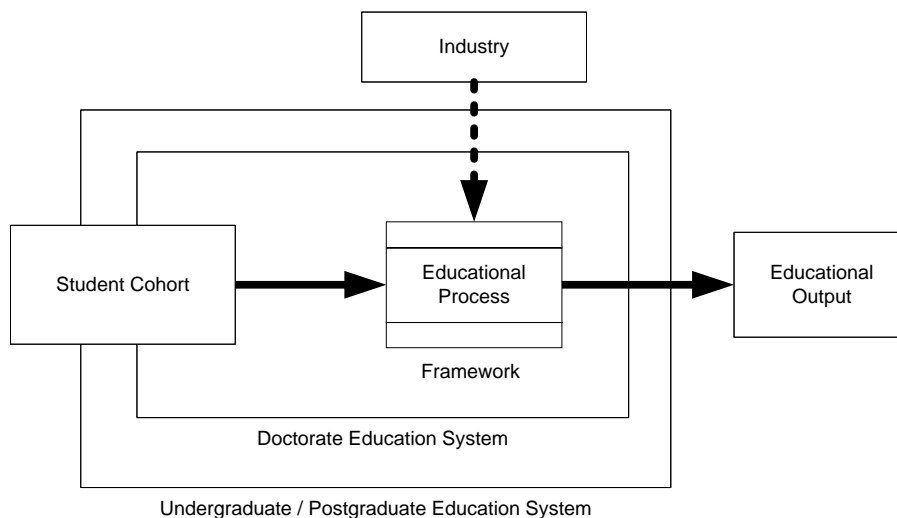 Industry
Student Cohort
Educational
Process
Educational
Output
Framework
Doctorate Education System
Undergraduate / Postgraduate Education System